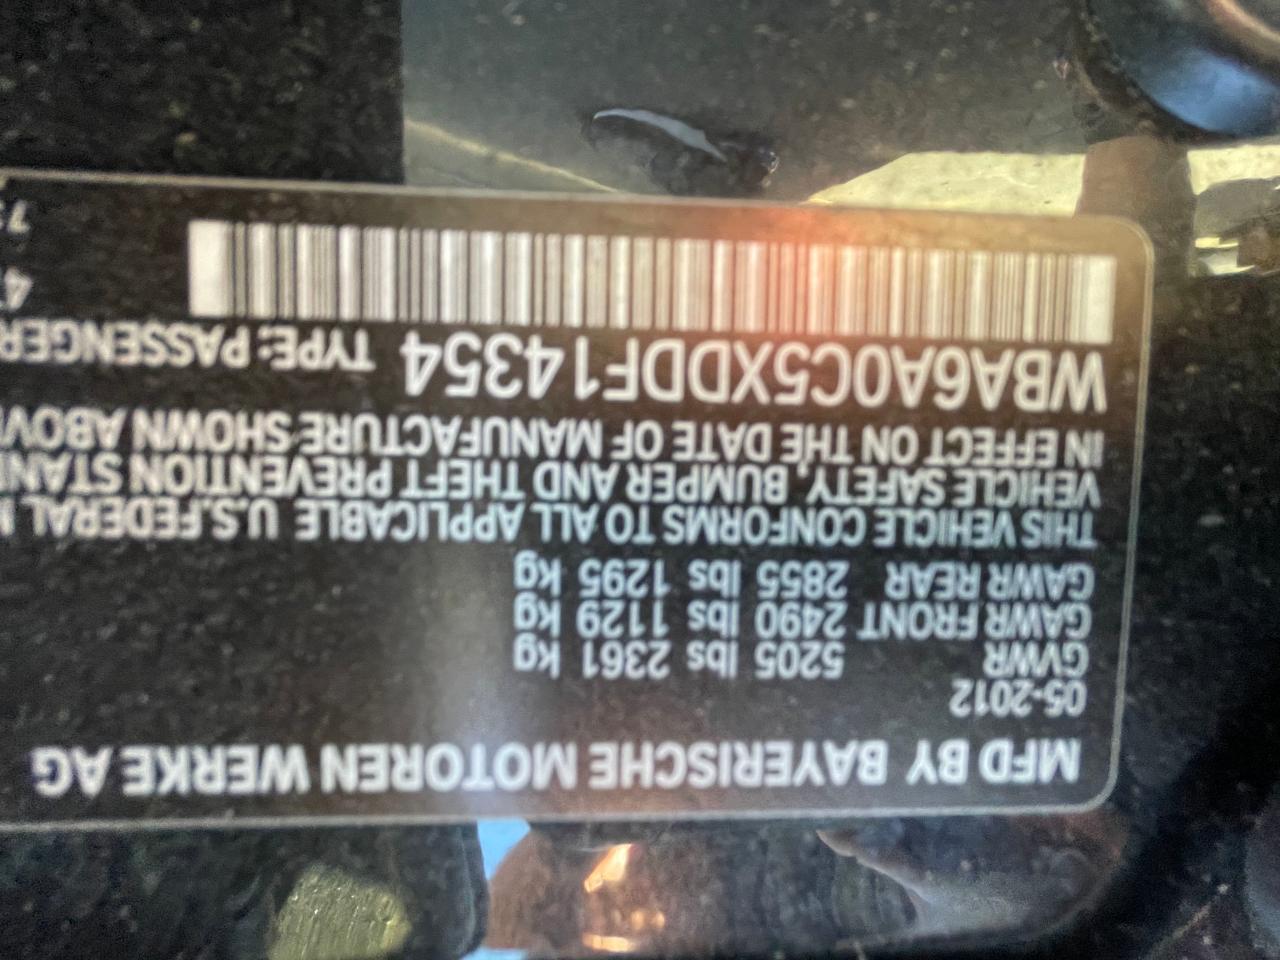 MFD BY BAYERISCHE MOTOREN WERKE AG
05-2012
GVWR 5205 lbs 2361 kg
GAWR FRONT 2490 lbs 1129 kg
GAWR REAR 2855 lbs 1295 kg
THIS VEHICLE CONFORMS TO ALL APPLICABLE U.S.FEDERAL
VEHICLE SAFETY, BUMPER AND THEFT PREVENTION
IN EFFECT ON THE DATE OF MANUFACTURE SHOWN
WBA6A0C5XDDF14354 TYPE: PASSENGER